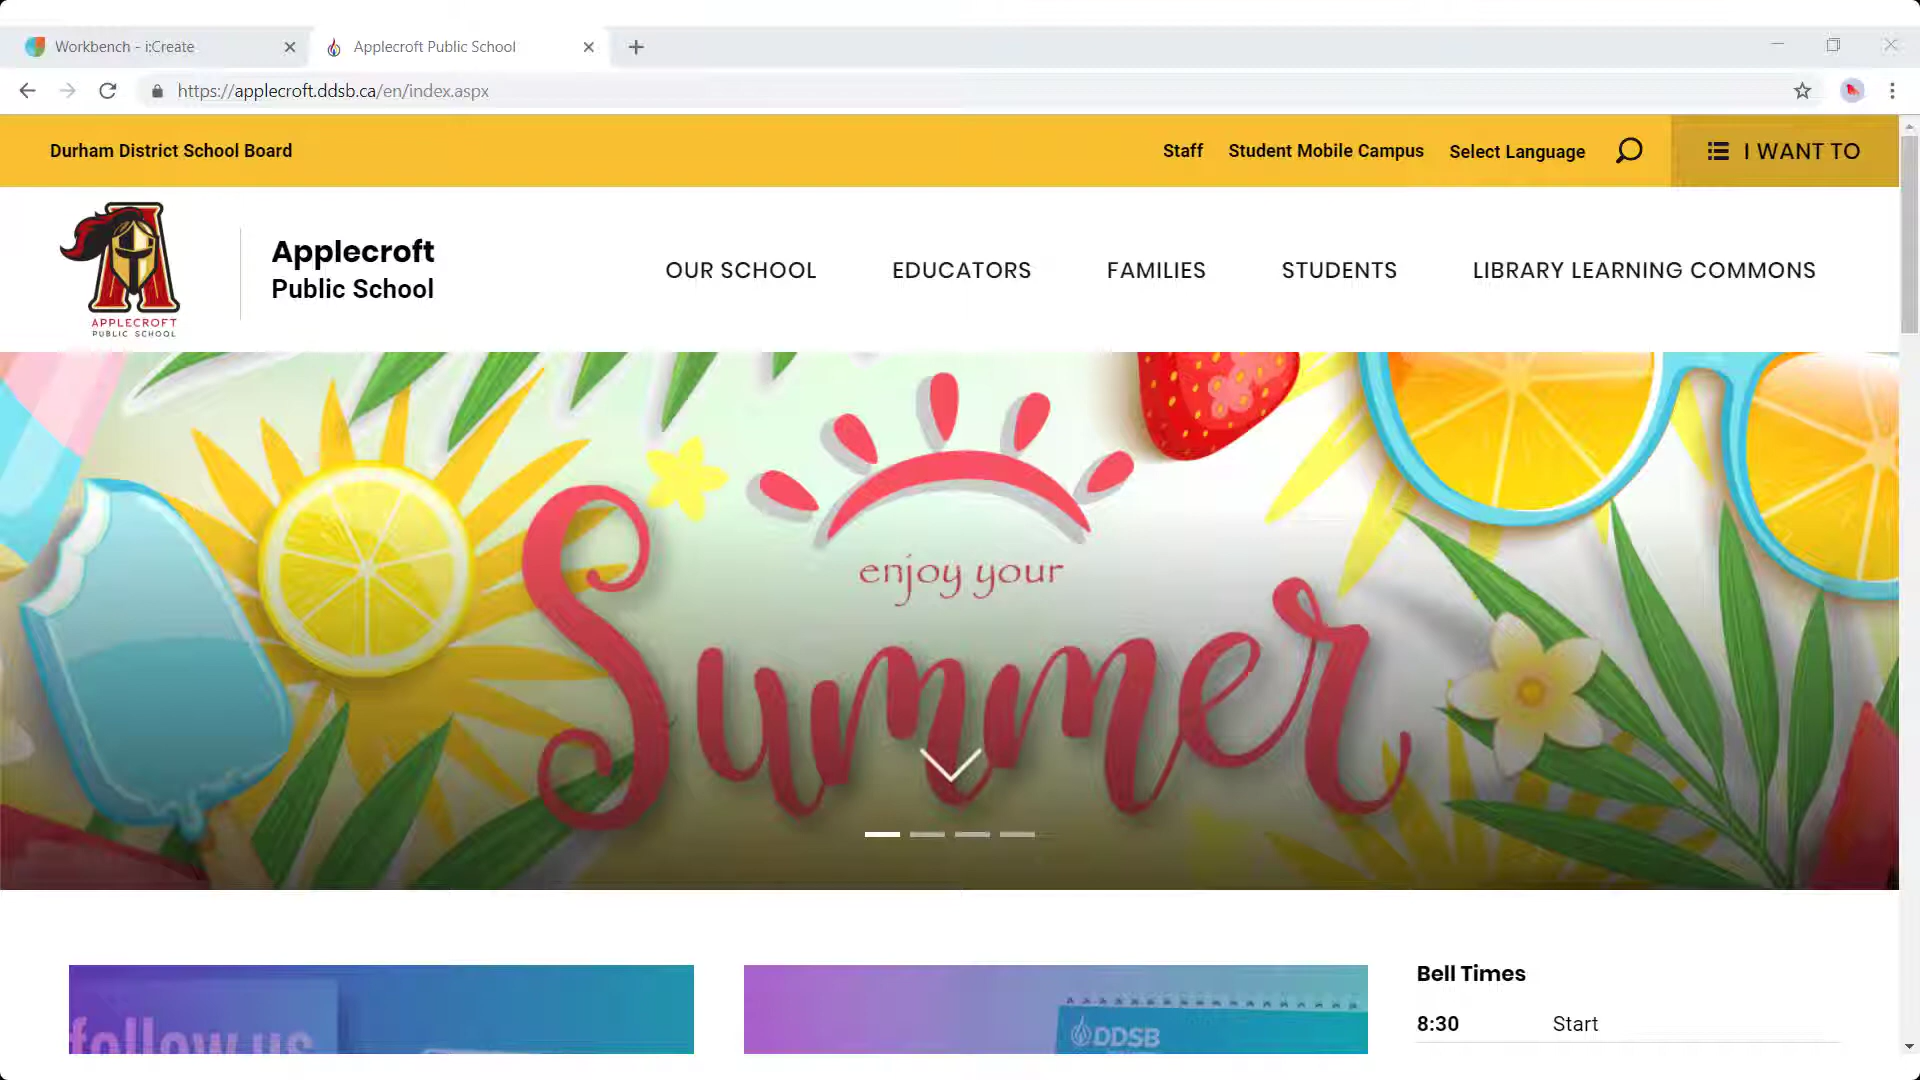 Workbench - i:Create
Applecroft Public School
https://applecroft.ddsb.ca/en/index.aspx
Durham District School Board
Staff
Student Mobile Campus
Select Language
I WANT TO
APPLECROFT
PUBLIC SCHOOL
Applecroft
Public School
OUR SCHOOL
EDUCATORS
FAMILIES
STUDENTS
LIBRARY LEARNING COMMONS
enjoy your
Summer
follow us
DDSB
Bell Times
8:30 Start